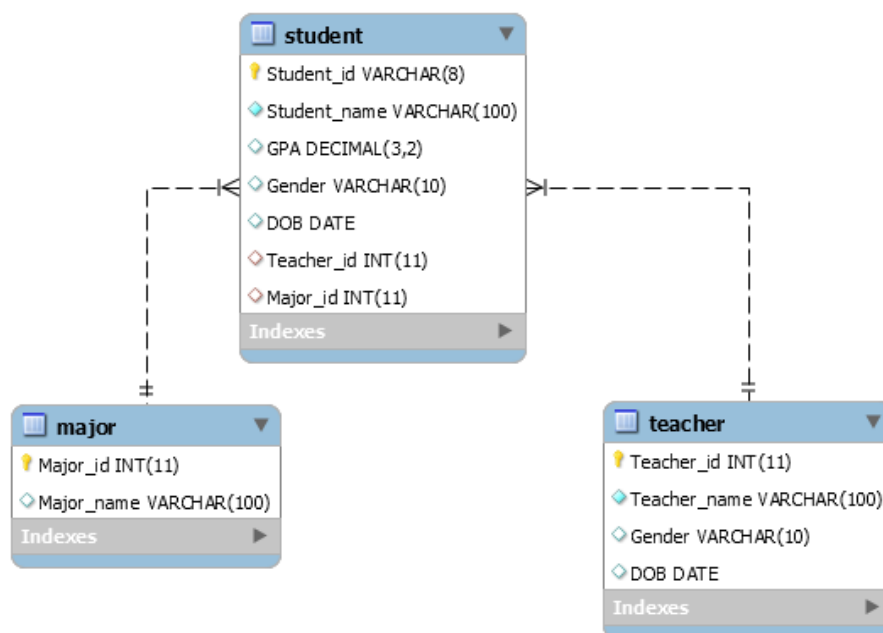 student
Student_id VARCHAR(8)
Student_name VARCHAR(100)
GPA DECIMAL(3,2)
Gender VARCHAR(10)
DOB DATE
Teacher_id INT(11)
Major_id INT(11)
Indexes
major
Major_id INT(11)
Major_name VARCHAR(100)
Indexes
teacher
Teacher_id INT(11)
Teacher_name VARCHAR(100)
Gender VARCHAR(10)
DOB DATE
Indexes